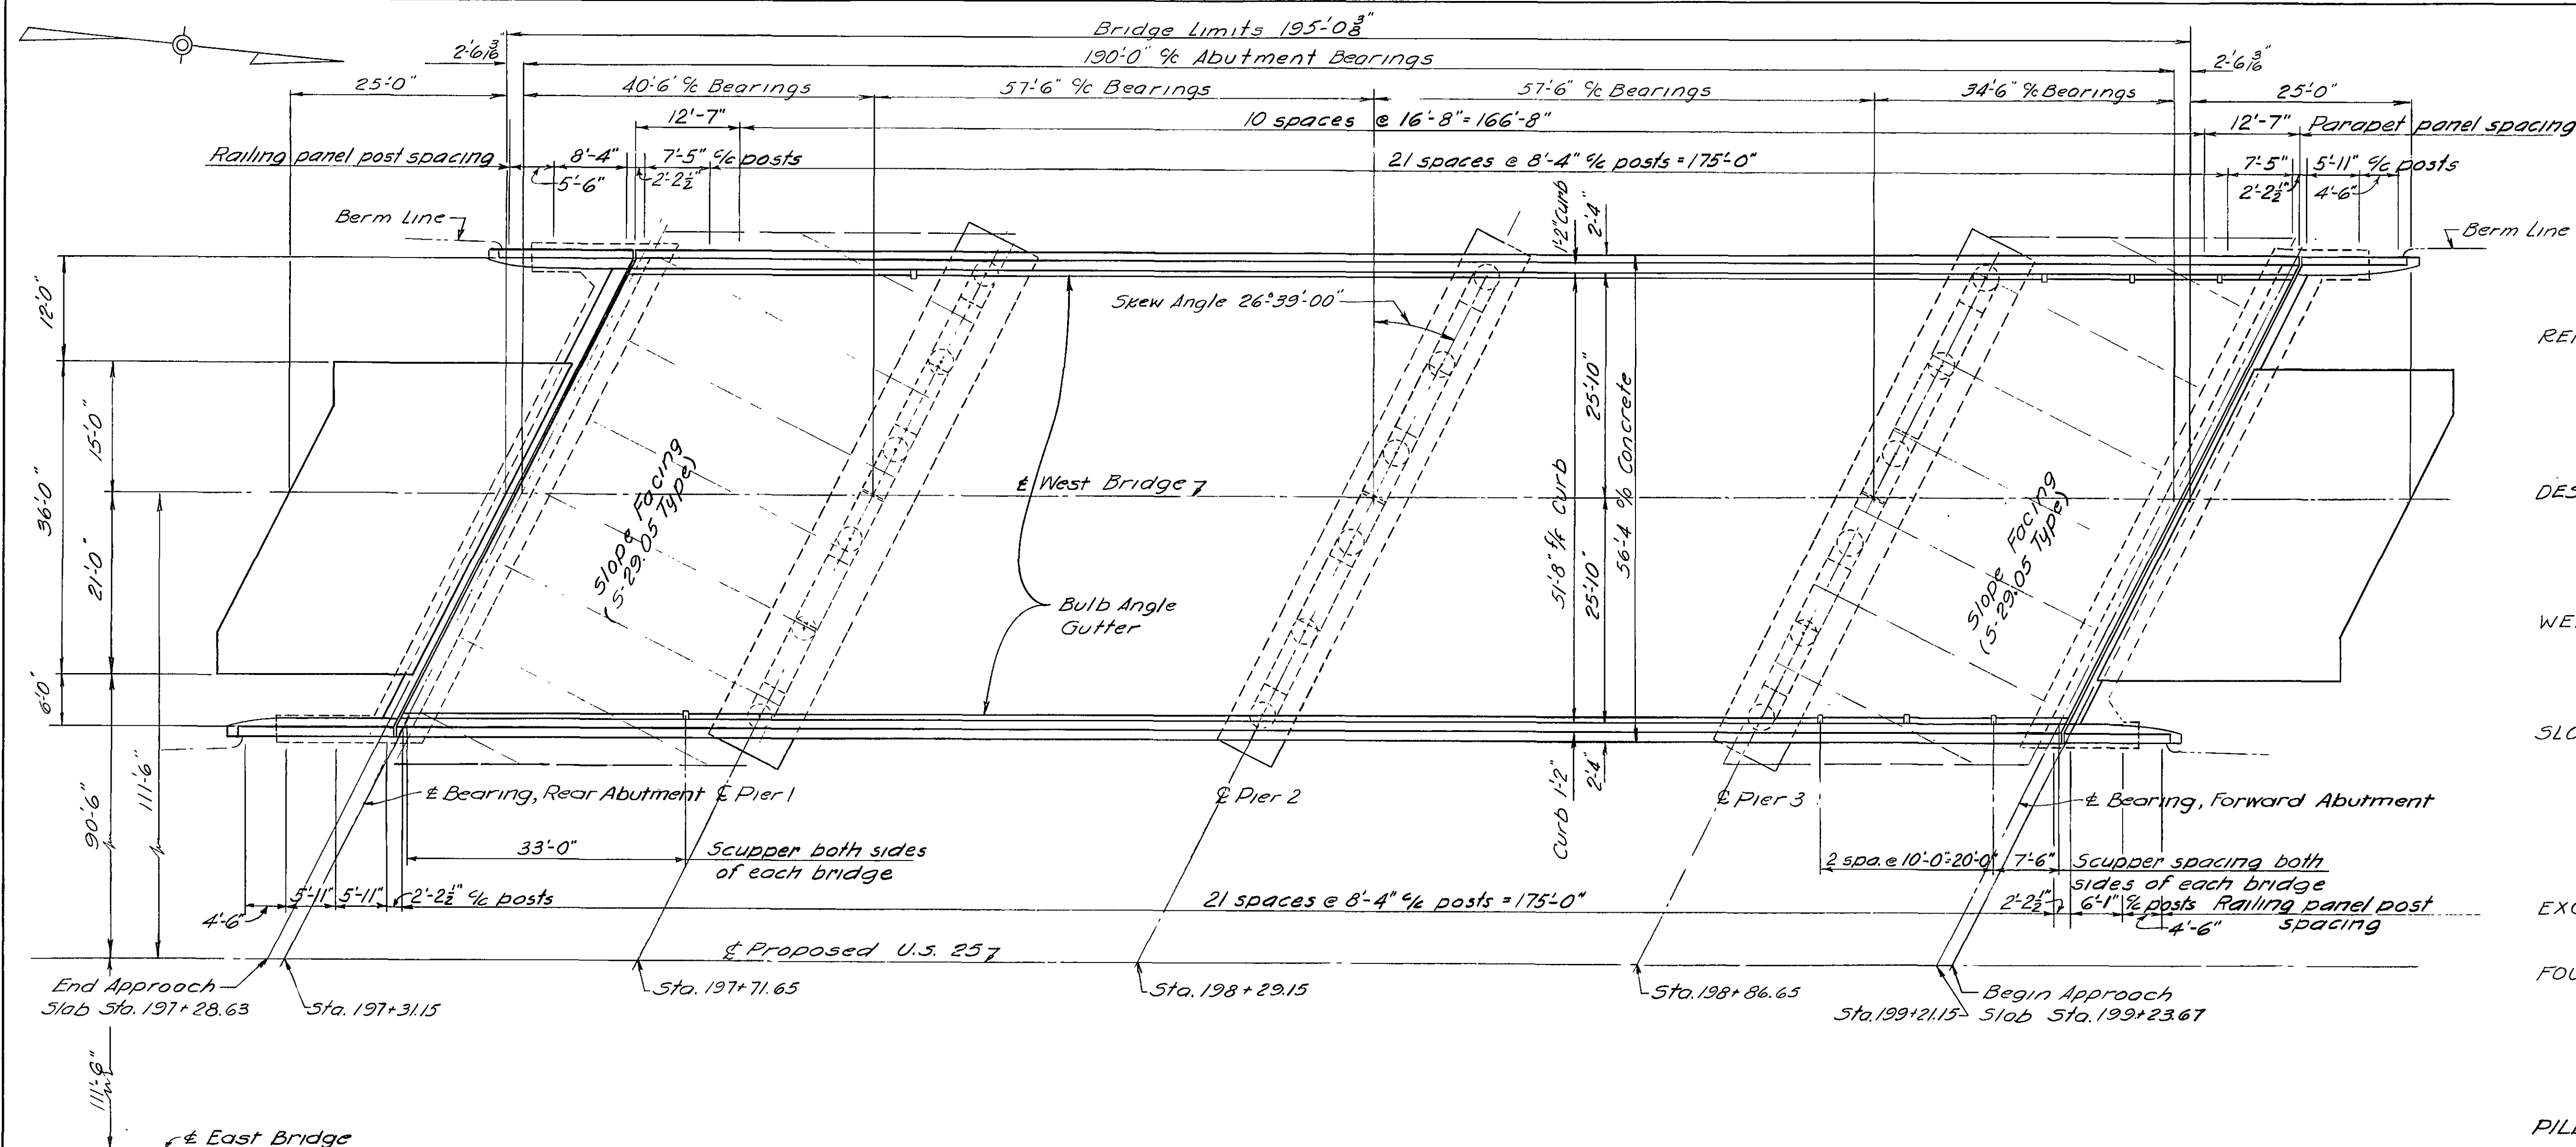 Bridge Limits 195'-0 3/8"
2'-6 3/16"
190'-0" c/c Abutment Bearings
2'-6 3/16"
25'-0"
40'-6" c/c Bearings
57'-6" c/c Bearings
57'-6" c/c Bearings
34'-6" c/c Bearings
25'-0"
12'-7"
10 spaces @ 16'-8" = 166'-8"
12'-7" Parapet panel spacing
Railing panel post spacing
8'-4"
7'-5" c/c posts
21 spaces @ 8'-4" c/c posts = 175'-0"
7'-5"
5'-11" c/c posts
5'-6"
2'-2 1/2"
2'-2 1/2"
4'-6"
Berm Line
1'-2" Curb
2'-4"
Berm Line
12'-0"
Skew Angle 26°-39'-00"
25'-10"
15'-0"
36'-0"
21'-0"
6'-0"
Slope Facing
(S-29.05 Type)
℄ West Bridge
51'-8" f/f Curb
25'-10"
56'-4 o/o Concrete
Slope Facing
(S-29.05 Type)
Bulb Angle
Gutter
90'-6"
111'-6"
℄ Bearing, Rear Abutment
℄ Pier 1
℄ Pier 2
Curb 1'-2"
2'-4"
℄ Pier 3
℄ Bearing, Forward Abutment
33'-0"
Scupper both sides
of each bridge
2 spa. @ 10'-0"=20'-0"
7'-6"
Scupper spacing both
sides of each bridge
4'-6"
5'-11"
5'-11"
2'-2 1/2" c/c posts
21 spaces @ 8'-4" c/c posts = 175'-0"
2'-2 1/2"
6'-1" c/c posts
Railing panel post
spacing
4'-6"
℄ Proposed U.S. 25
End Approach
Slab Sta. 197+28.63
Sta. 197+31.15
Sta. 197+71.65
Sta. 198+29.15
Sta. 198+86.65
Sta. 199+21.15
Begin Approach
Slab Sta. 199+23.67
111'-6"
℄ East Bridge
DES
SLO
PIL